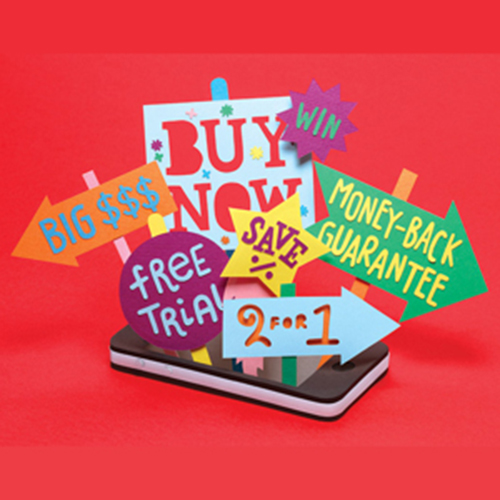 WIN
BUY
NOW
BIG $$$
MONEY-BACK
GUARANTEE
SAVE
%
FREE
TRIAL
2 FOR 1